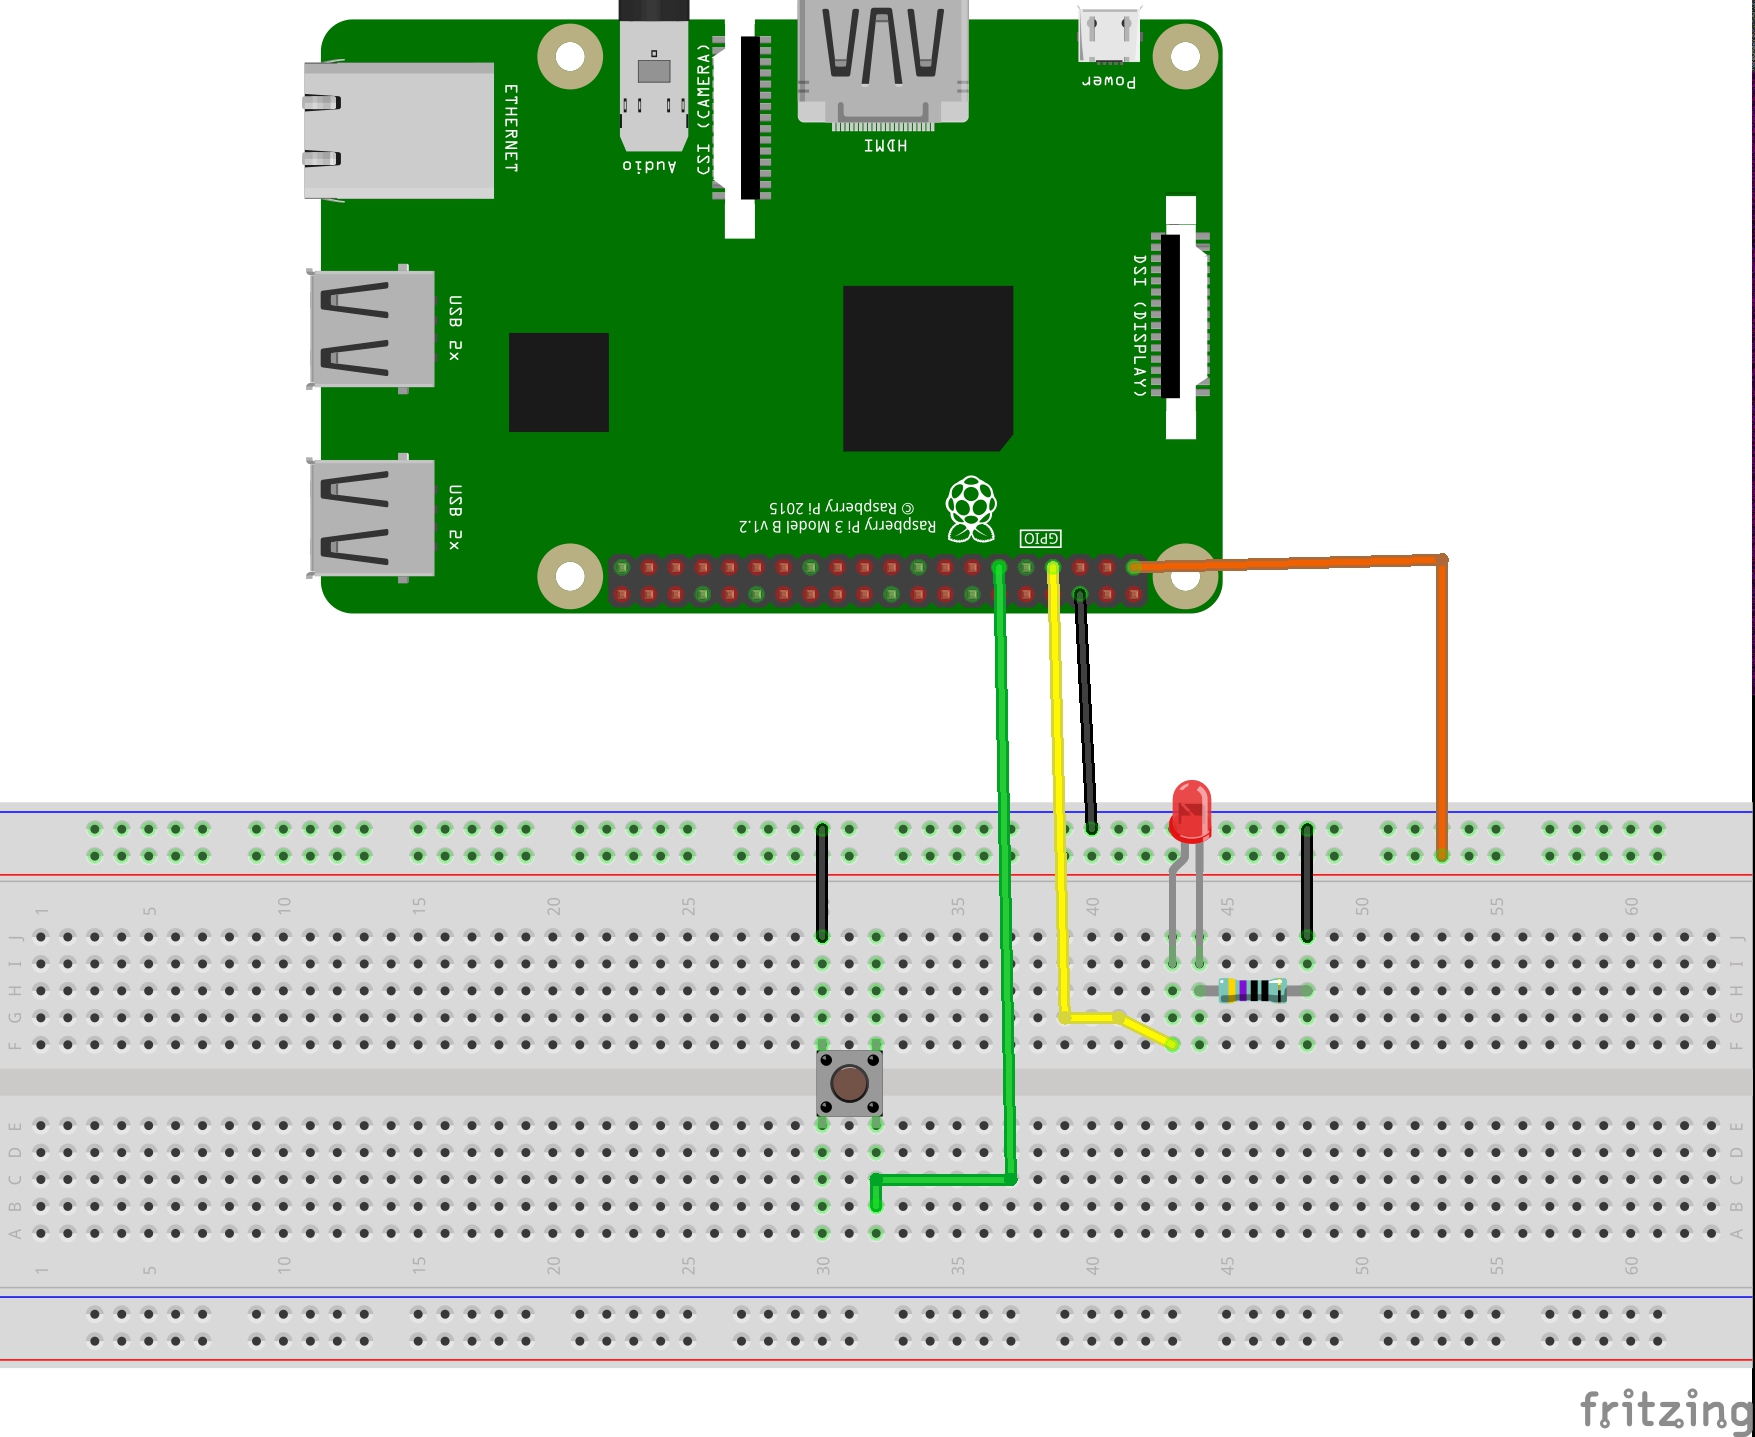 Power
HDMI
CSI (CAMERA)
Audio
ETHERNET
DSI (DISPLAY)
USB 2x
USB 2x
Raspberry Pi 3 Model B v1.2
© Raspberry Pi 2015
GPIO
1 5 10 15 20 25 35 40 45 50 55 60
J J
I I
H H
G G
F F
E E
D D
C C
B B
A A
1 5 10 15 20 25 30 35 40 45 50 55 60
fritzing